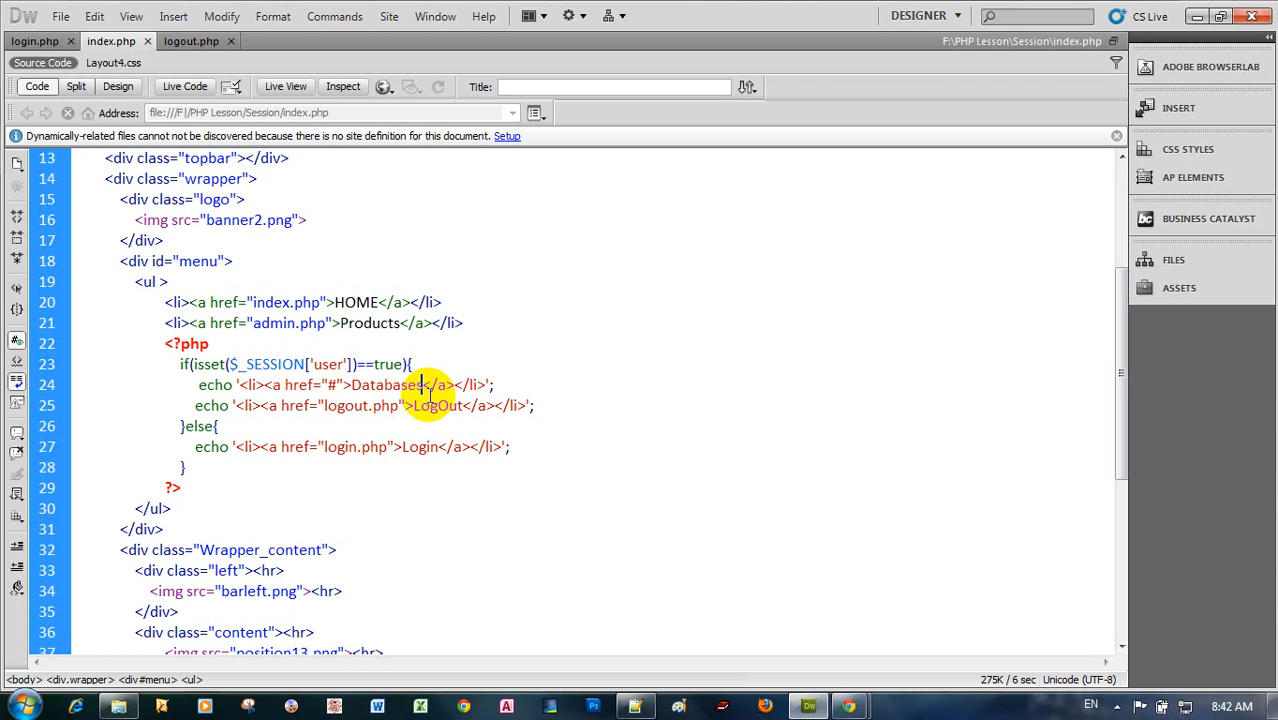 Dw File Edit View Insert Modify Format Commands Site Window Help DESIGNER CS Live
login.php index.php logout.php F:\PHP Lesson\Session\index.php
Source Code Layout4.css
Code Split Design Live Code Live View Inspect Title:
Address: file:///F|/PHP Lesson/Session/index.php
Dynamically-related files cannot not be discovered because there is no site definition for this document. Setup
13 <div class="topbar"></div>
14 <div class="wrapper">
15 <div class="logo">
16 <img src="banner2.png">
17 </div>
18 <div id="menu">
19 <ul >
20 <li><a href="index.php">HOME</a></li>
21 <li><a href="admin.php">Products</a></li>
22 <?php
23 if(isset($_SESSION['user'])==true){
24 echo '<li><a href="#">Databases</a></li>';
25 echo '<li><a href="logout.php">LogOut</a></li>';
26 }else{
27 echo '<li><a href="login.php">Login</a></li>';
28 }
29 ?>
30 </ul>
31 </div>
32 <div class="Wrapper_content">
33 <div class="left"><hr>
34 <img src="barleft.png"><hr>
35 </div>
36 <div class="content"><hr>
37 <img src="position13.png"><hr>
<body> <div.wrapper> <div#menu> <ul> 275K / 6 sec Unicode (UTF-8)
ADOBE BROWSERLAB
INSERT
CSS STYLES
AP ELEMENTS
BUSINESS CATALYST
FILES
ASSETS
EN 8:42 AM